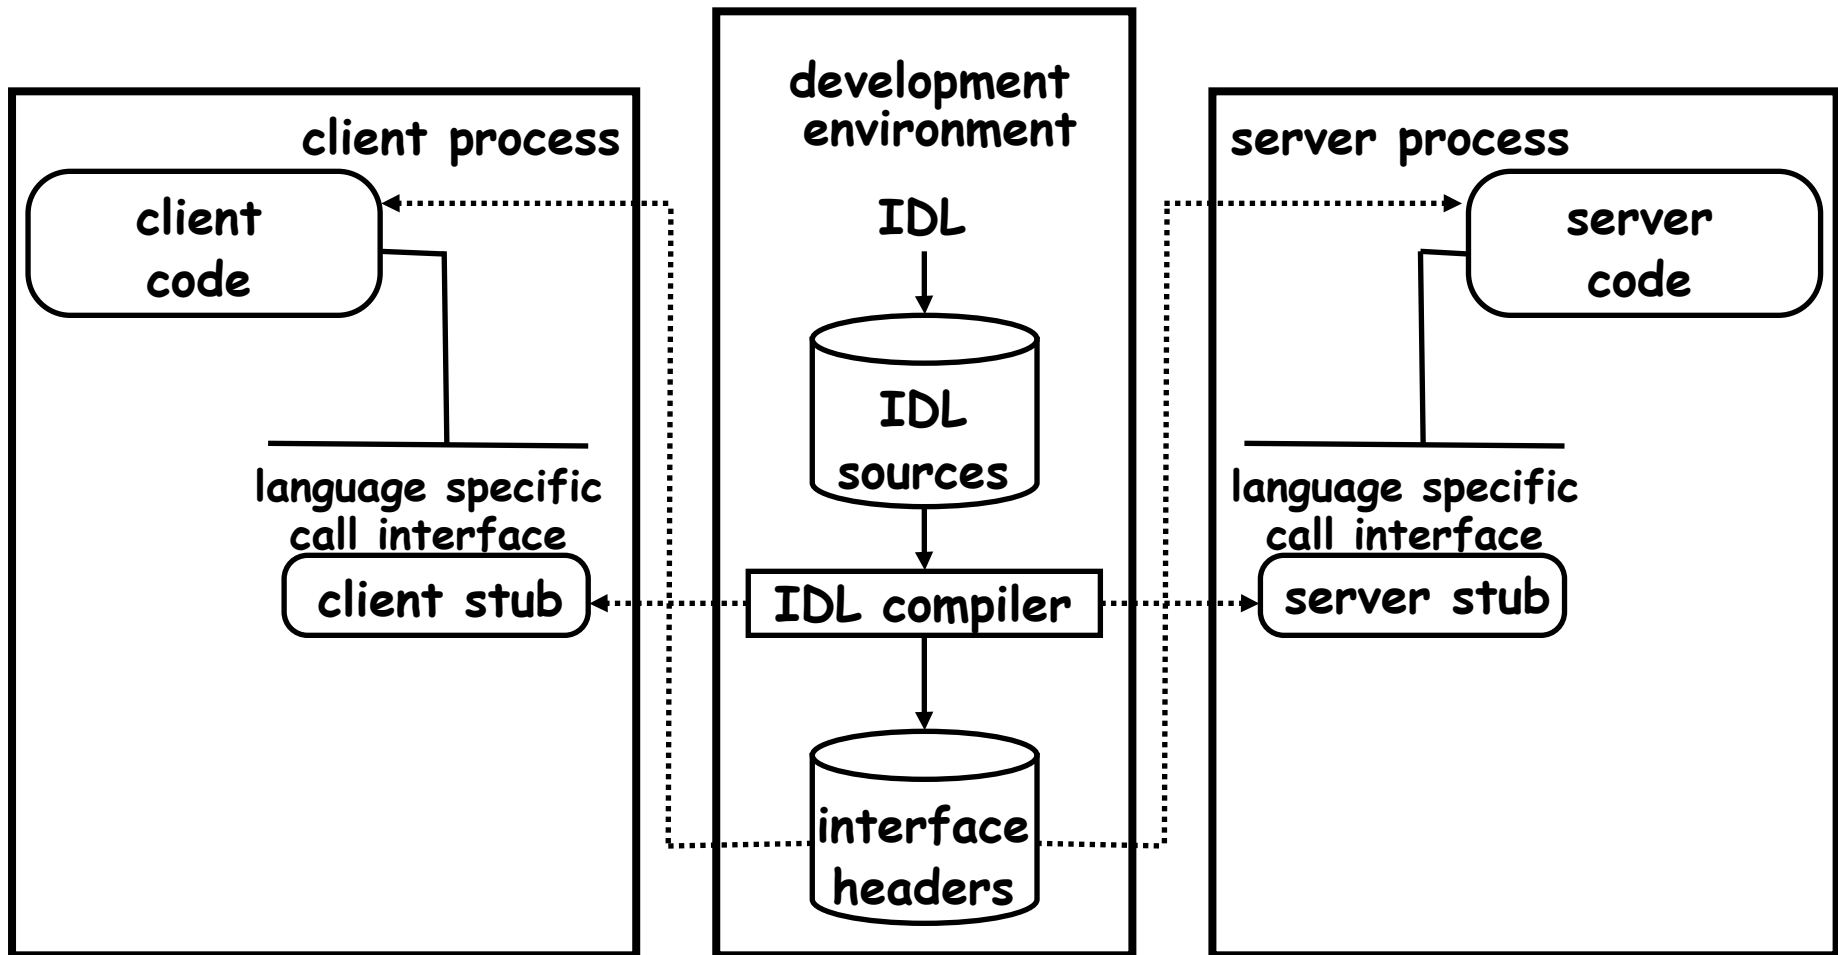 client process
client
code
language specific
call interface
client stub
development
environment
IDL
IDL
sources
IDL compiler
interface
headers
server process
server
code
language specific
call interface
server stub